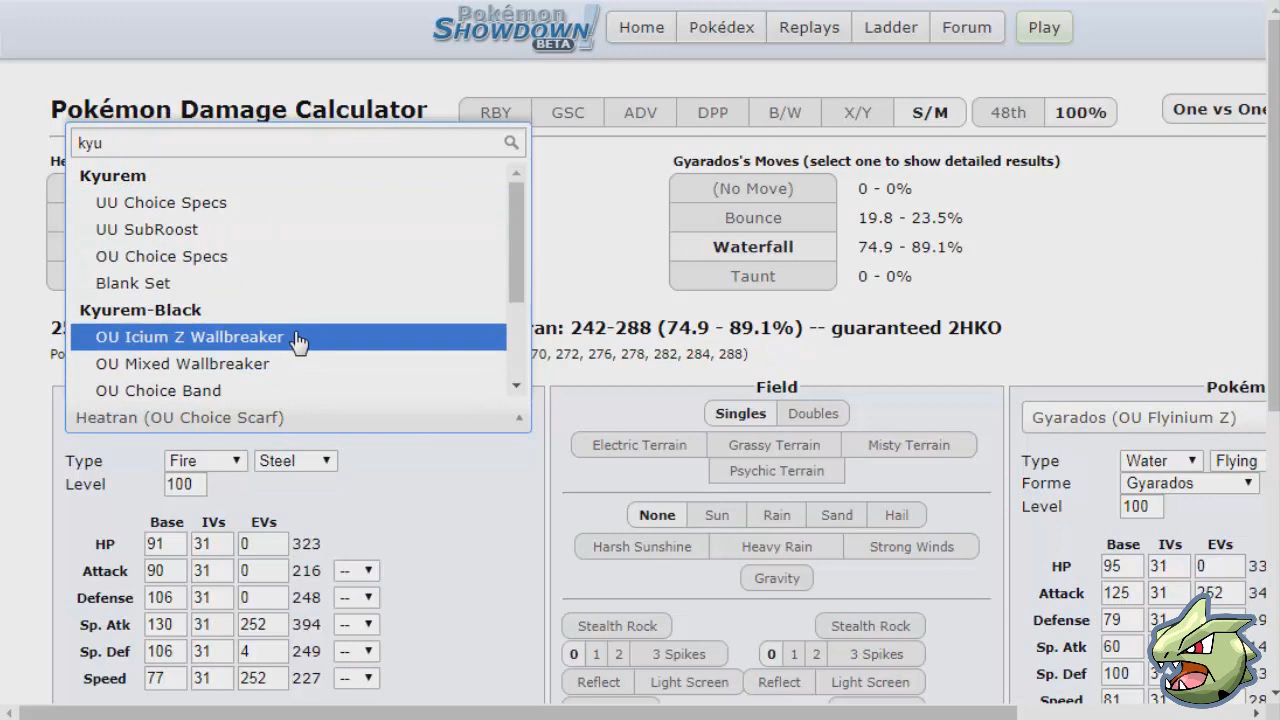 Pokémon
SHOWDOWN!
BETA
Home Pokédex Replays Ladder Forum Play
Pokémon Damage Calculator RBY GSC ADV DPP B/W X/Y S/M 48th 100% One vs One
kyu
Kyurem
UU Choice Specs
UU SubRoost
OU Choice Specs
Blank Set
Kyurem-Black
OU Icium Z Wallbreaker
OU Mixed Wallbreaker
OU Choice Band
Heatran (OU Choice Scarf)
Gyarados's Moves (select one to show detailed results)
(No Move) 0 - 0%
Bounce 19.8 - 23.5%
Waterfall 74.9 - 89.1%
Taunt 0 - 0%
ran: 242-288 (74.9 - 89.1%) -- guaranteed 2HKO
70, 272, 276, 278, 282, 284, 288)
Type Fire Steel
Level 100
Base IVs EVs
HP 91 31 0 323
Attack 90 31 0 216 --
Defense 106 31 0 248 --
Sp. Atk 130 31 252 394 --
Sp. Def 106 31 4 249 --
Speed 77 31 252 227 --
Field
Singles Doubles
Electric Terrain Grassy Terrain Misty Terrain
Psychic Terrain
None Sun Rain Sand Hail
Harsh Sunshine Heavy Rain Strong Winds
Gravity
Stealth Rock Stealth Rock
0 1 2 3 Spikes 0 1 2 3 Spikes
Reflect Light Screen Reflect Light Screen
Pokém
Gyarados (OU Flyinium Z)
Type Water Flying
Forme Gyarados
Level 100
Base IVs EVs
HP 95 31 0 33
Attack 125 31 252 34
Defense 79 31
Sp. Atk 60 31
Sp. Def 100 31
Speed 81 31